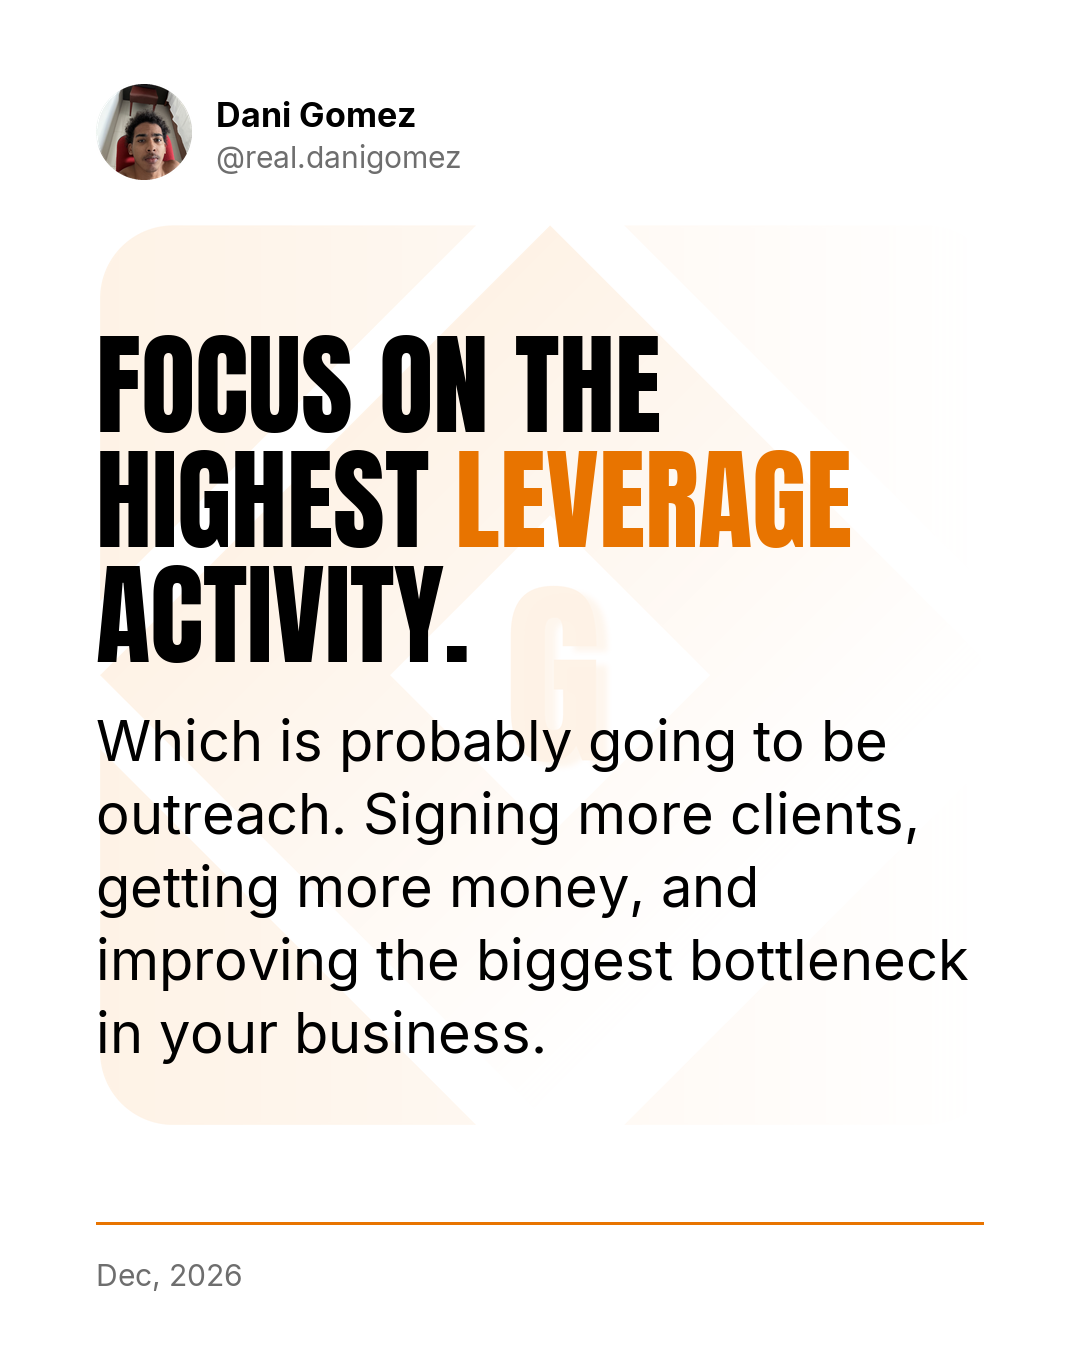 Dani Gomez
@real.danigomez
FOCUS ON THE
HIGHEST LEVERAGE
ACTIVITY.
G
Which is probably going to be
outreach. Signing more clients,
getting more money, and
improving the biggest bottleneck
in your business.
Dec, 2026